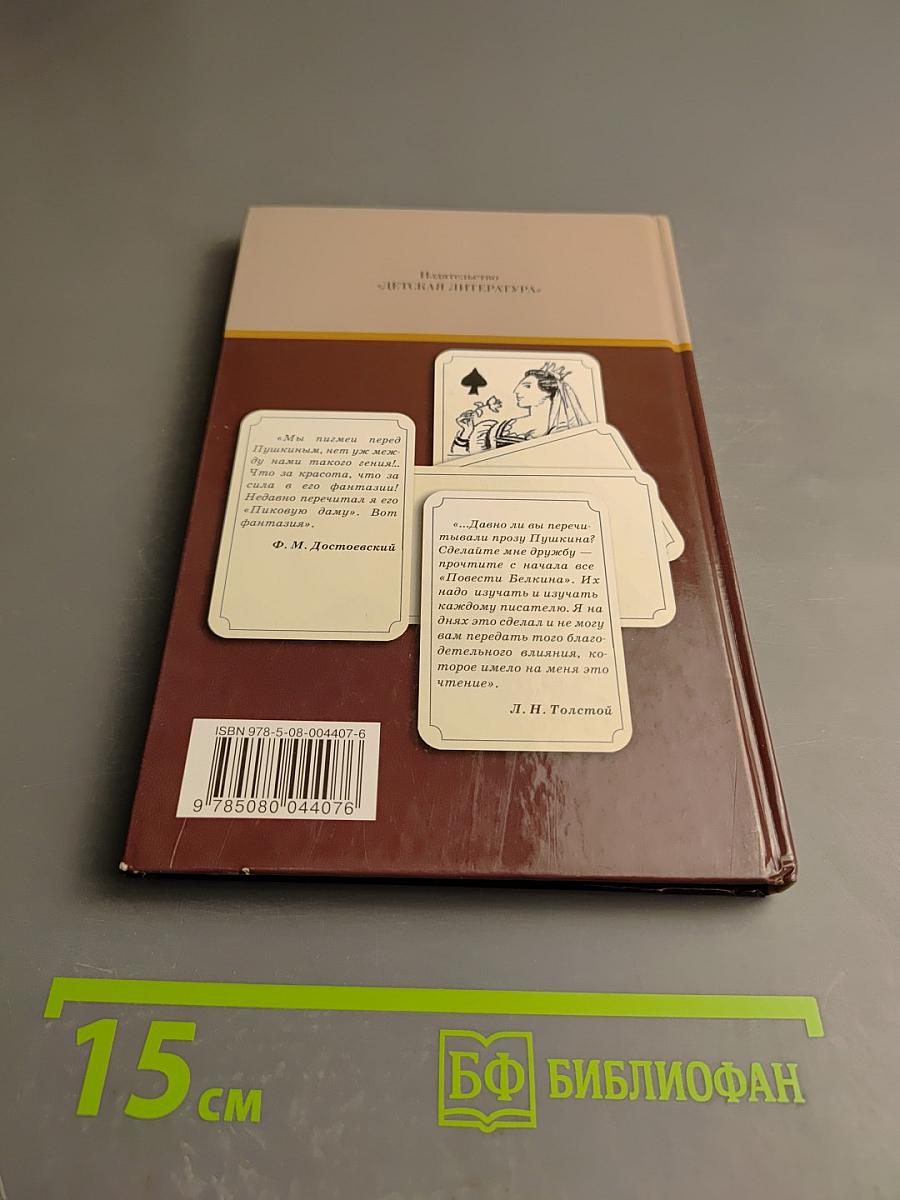 Издательство
«ДЕТСКАЯ ЛИТЕРАТУРА»
«Мы пигмеи перед
Пушкиным, нет уж меж-
ду нами такого гения!..
Что за красота, что за
сила в его фантазии!
Недавно перечитал я его
«Пиковую даму». Вот
фантазия».
Ф. М. Достоевский
«...Давно ли вы перечи-
тывали прозу Пушкина?
Сделайте мне дружбу —
прочтите с начала все
«Повести Белкина». Их
надо изучать и изучать
каждому писателю. Я на
днях это сделал и не могу
вам передать того благо-
детельного влияния, ко-
торое имело на меня это
чтение».
Л. Н. Толстой
ISBN 978-5-08-004407-6
9 785080 044076
15 см
БФ БИБЛИОФАН